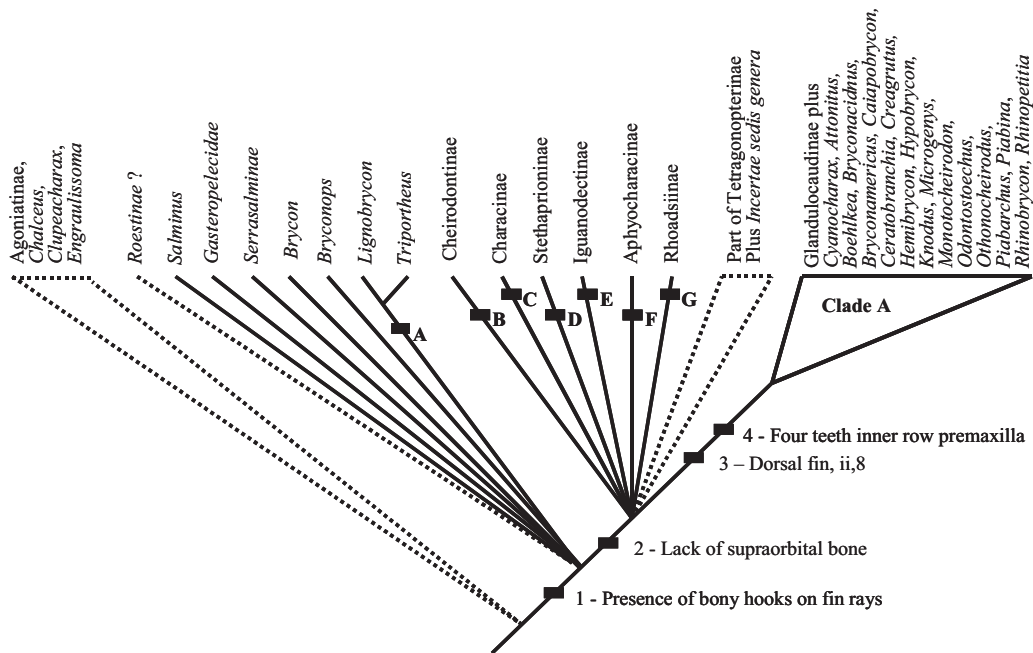 Agoniatinae,
Chalceus,
Clupeacharax,
Engraulissoma
Roestinae ?
Salminus
Gasteropelecidae
Serrasalminae
Brycon
Bryconops
Lignobrycon
Triportheus
Cheirodontinae
Characinae
Stethaprioninae
Iguanodectinae
Aphyocharacinae
Rhoadsiinae
Part of Tetragonopterinae
Plus Incertae sedis genera
Glandulocaudinae plus
Cyanocharax, Attonitus,
Boehlkea, Bryconacidnus,
Bryconamericus, Caiapobrycon,
Ceratobranchia, Creagrutus,
Hemibrycon, Hypobrycon,
Knodus, Microgenys,
Monotocheirodon,
Odontostoechus,
Othonocheirodus,
Piabarchus, Piabina,
Rhinobrycon, Rhinopetitia
Clade A
A
B
C
D
E
F
G
4 - Four teeth inner row premaxilla
3 – Dorsal fin, ii,8
2 - Lack of supraorbital bone
1 - Presence of bony hooks on fin rays